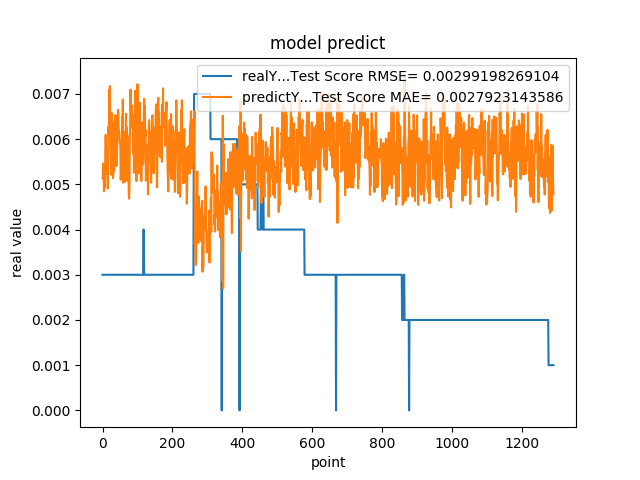 model predict
realY...Test Score RMSE= 0.00299198269104
predictY...Test Score MAE= 0.0027923143586
0.007
0.006
0.005
0.004
0.003
0.002
0.001
0.000
real value
0 200 400 600 800 1000 1200
point